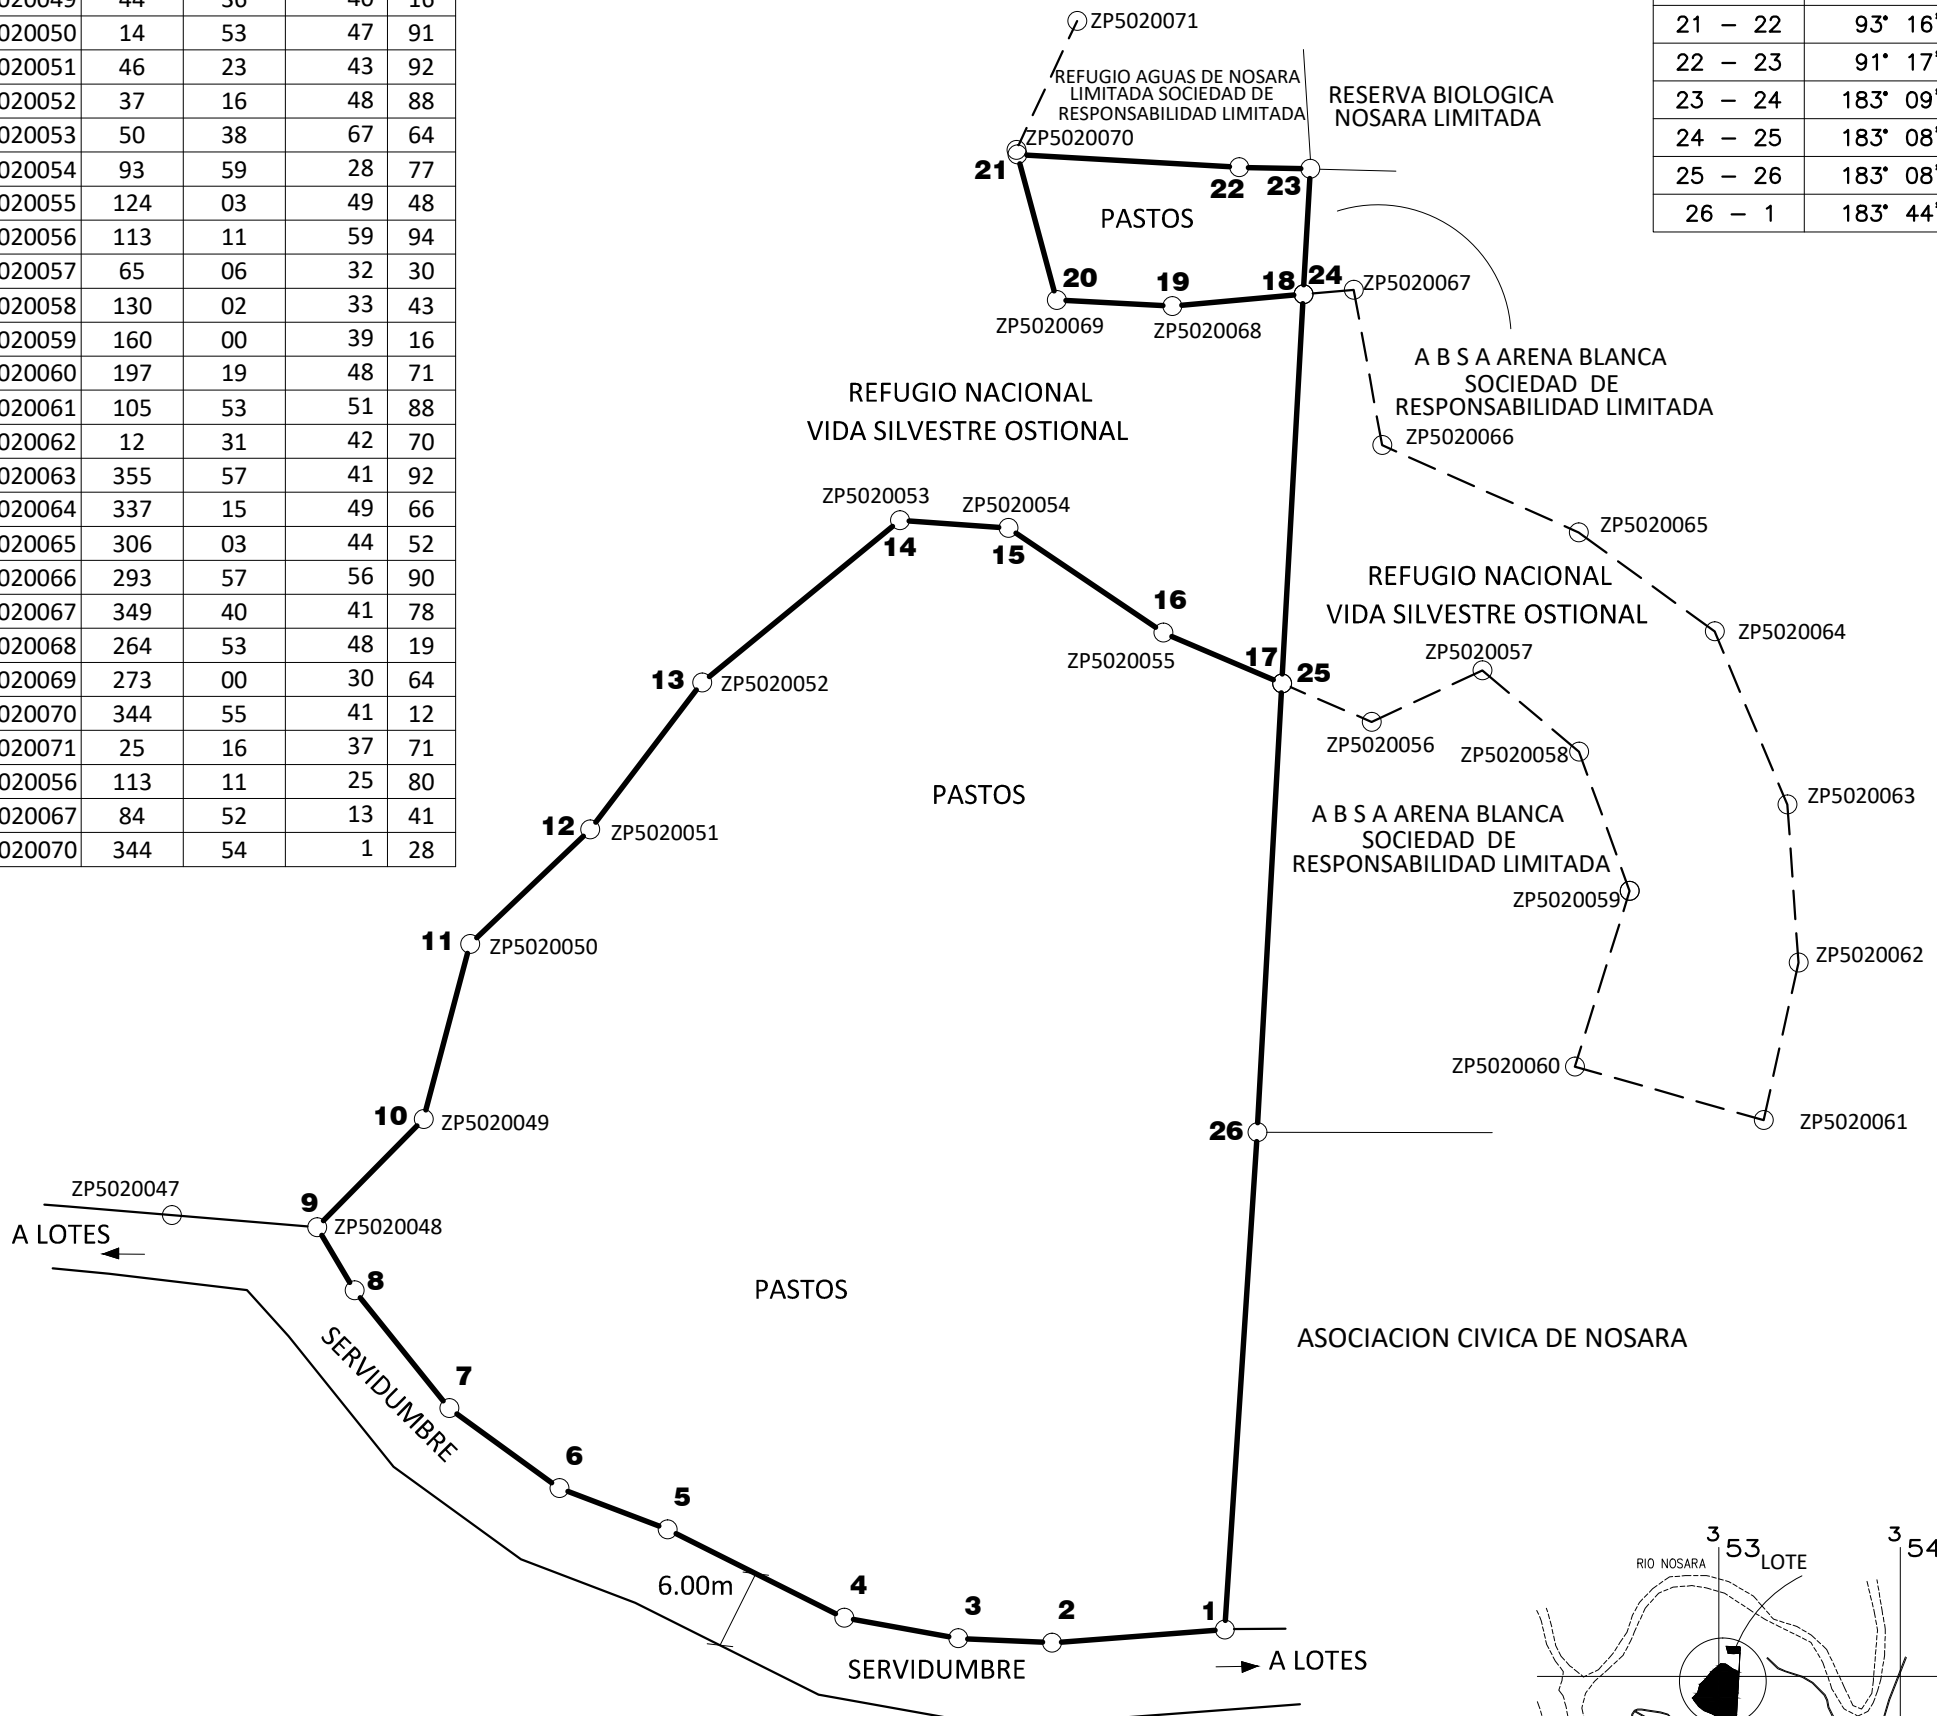 020049 44 36 40 16
020050 14 53 47 91
020051 46 23 43 92
020052 37 16 48 88
020053 50 38 67 64
020054 93 59 28 77
020055 124 03 49 48
020056 113 11 59 94
020057 65 06 32 30
020058 130 02 33 43
020059 160 00 39 16
020060 197 19 48 71
020061 105 53 51 88
020062 12 31 42 70
020063 355 57 41 92
020064 337 15 49 66
020065 306 03 44 52
020066 293 57 56 90
020067 349 40 41 78
020068 264 53 48 19
020069 273 00 30 64
020070 344 55 41 12
020071 25 16 37 71
020056 113 11 25 80
020067 84 52 13 41
020070 344 54 1 28
21 – 22 93° 16'
22 – 23 91° 17'
23 – 24 183° 09'
24 – 25 183° 08'
25 – 26 183° 08'
26 – 1 183° 44'
ZP5020071
REFUGIO AGUAS DE NOSARA
LIMITADA SOCIEDAD DE
RESPONSABILIDAD LIMITADA
RESERVA BIOLOGICA
NOSARA LIMITADA
ZP5020070
21
22
23
PASTOS
20
19
18
24
ZP5020067
ZP5020069
ZP5020068
A B S A ARENA BLANCA
SOCIEDAD DE
RESPONSABILIDAD LIMITADA
REFUGIO NACIONAL
VIDA SILVESTRE OSTIONAL
ZP5020066
ZP5020053
ZP5020054
14
15
ZP5020065
REFUGIO NACIONAL
VIDA SILVESTRE OSTIONAL
16
ZP5020064
ZP5020055
17
25
ZP5020057
13
ZP5020052
ZP5020056
ZP5020058
PASTOS
ZP5020063
A B S A ARENA BLANCA
SOCIEDAD DE
RESPONSABILIDAD LIMITADA
12
ZP5020051
ZP5020059
11
ZP5020050
ZP5020062
ZP5020060
10
ZP5020049
26
ZP5020061
ZP5020047
9
ZP5020048
A LOTES
8
PASTOS
SERVIDUMBRE
ASOCIACION CIVICA DE NOSARA
7
6
5
6.00m
4
3
2
1
SERVIDUMBRE
A LOTES
3 53
3 54
RIO NOSARA
LOTE